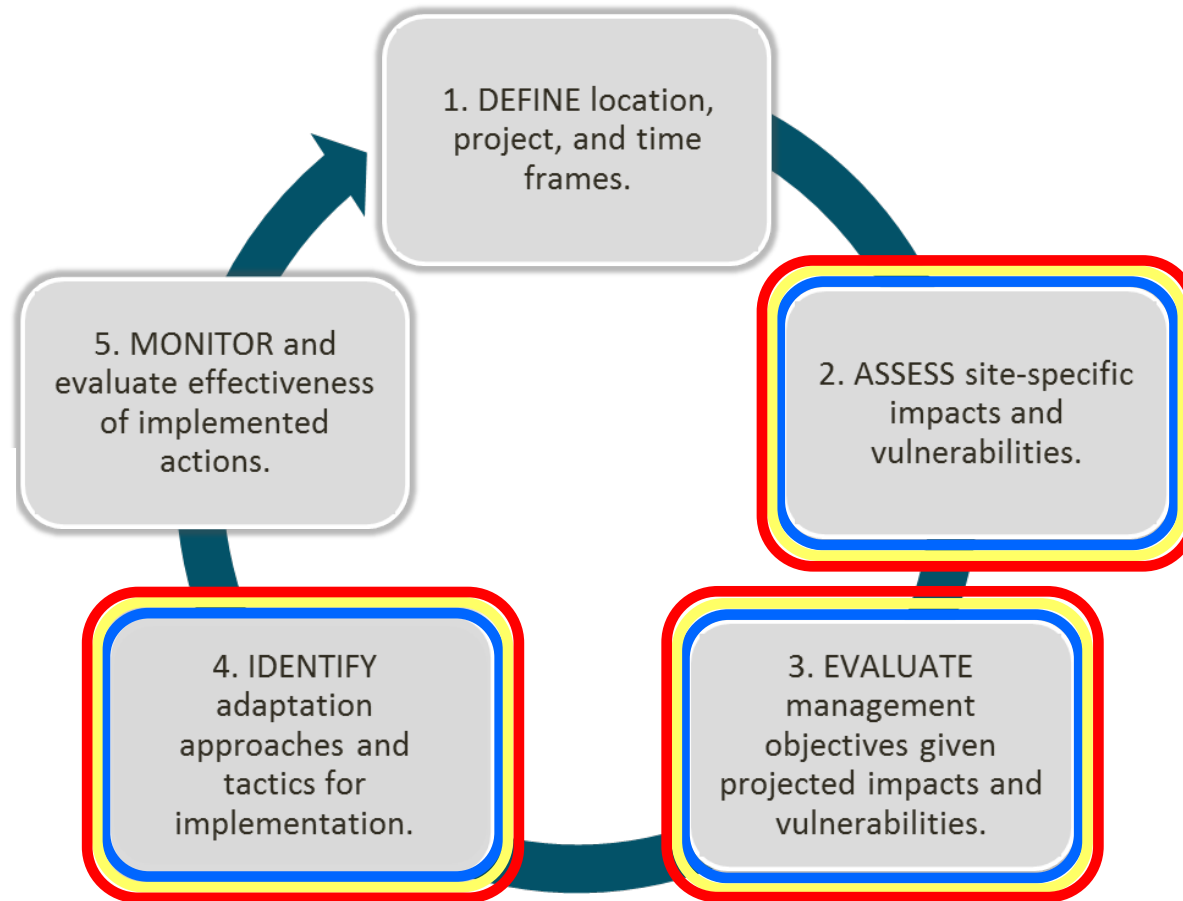 1. DEFINE location,
project, and time
frames.
2. ASSESS site-specific
impacts and
vulnerabilities.
3. EVALUATE
management
objectives given
projected impacts and
vulnerabilities.
4. IDENTIFY
adaptation
approaches and
tactics for
implementation.
5. MONITOR and
evaluate effectiveness
of implemented
actions.